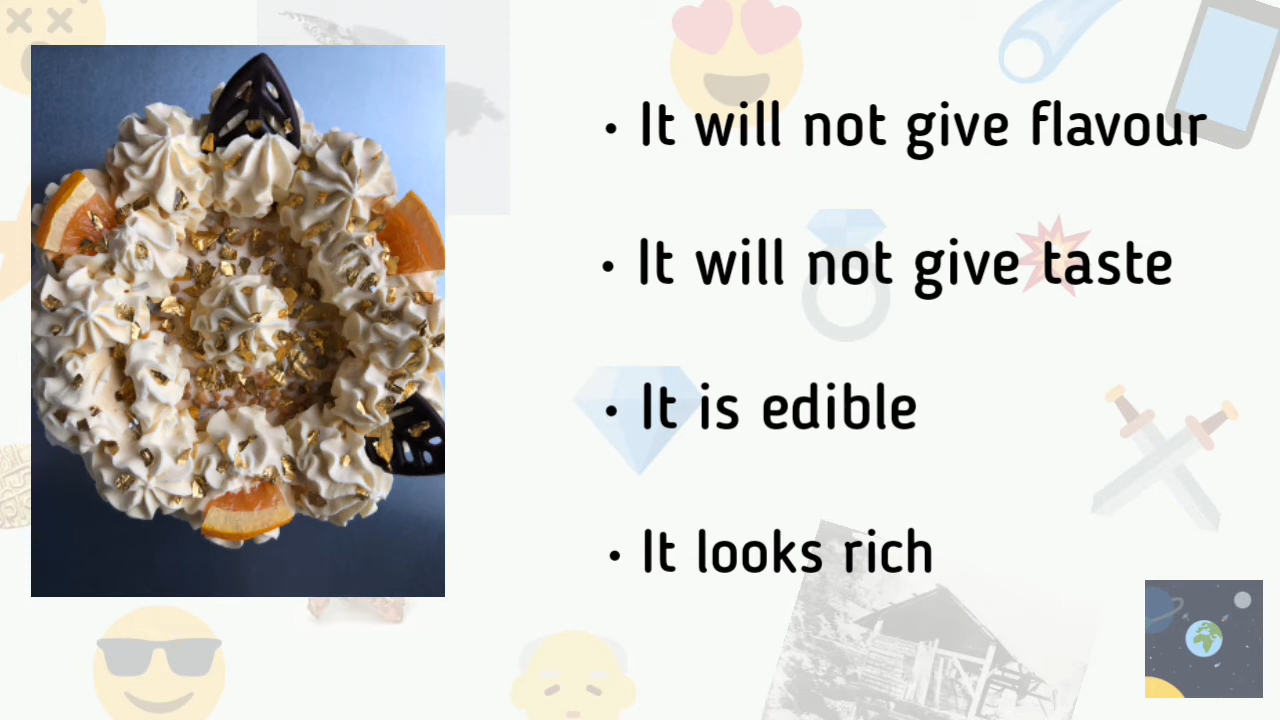 • It will not give flavour
• It will not give taste
• It is edible
• It looks rich